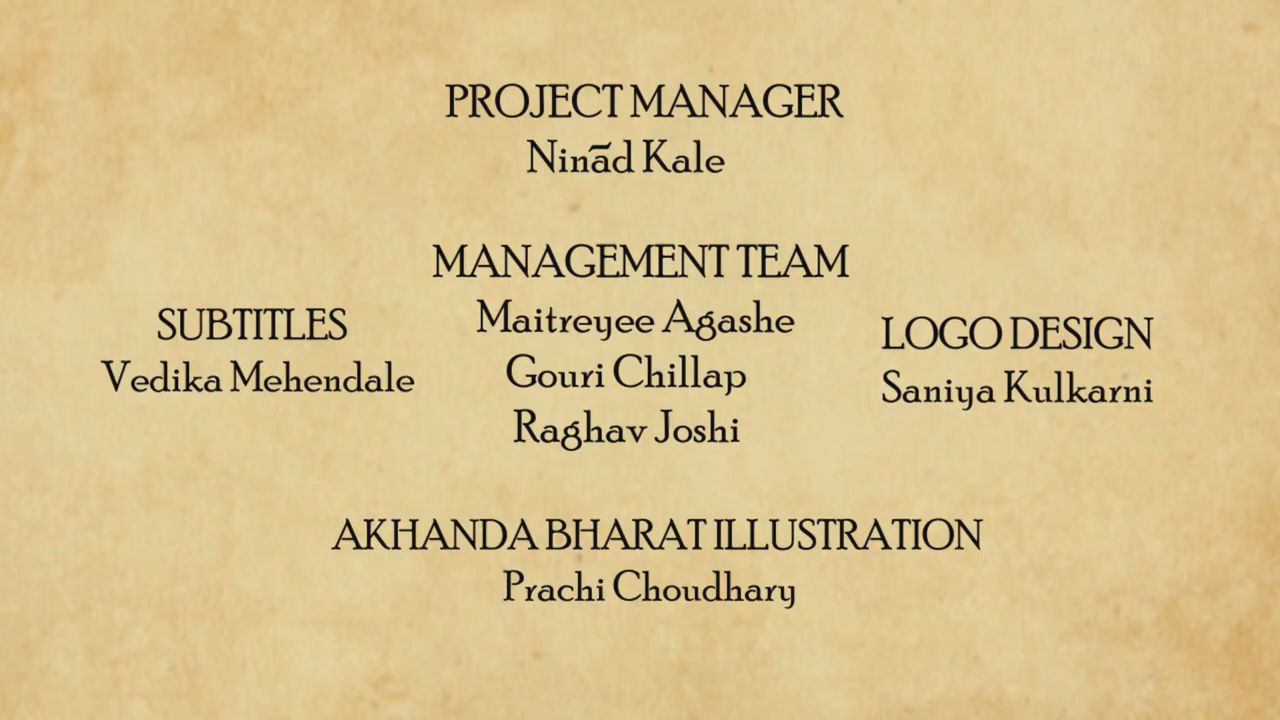 PROJECT MANAGER
Ninād Kale
MANAGEMENT TEAM
Maitreyee Agashe
Gouri Chillap
Raghav Joshi
SUBTITLES
Vedika Mehendale
LOGO DESIGN
Saniya Kulkarni
AKHANDA BHARAT ILLUSTRATION
Prachi Choudhary